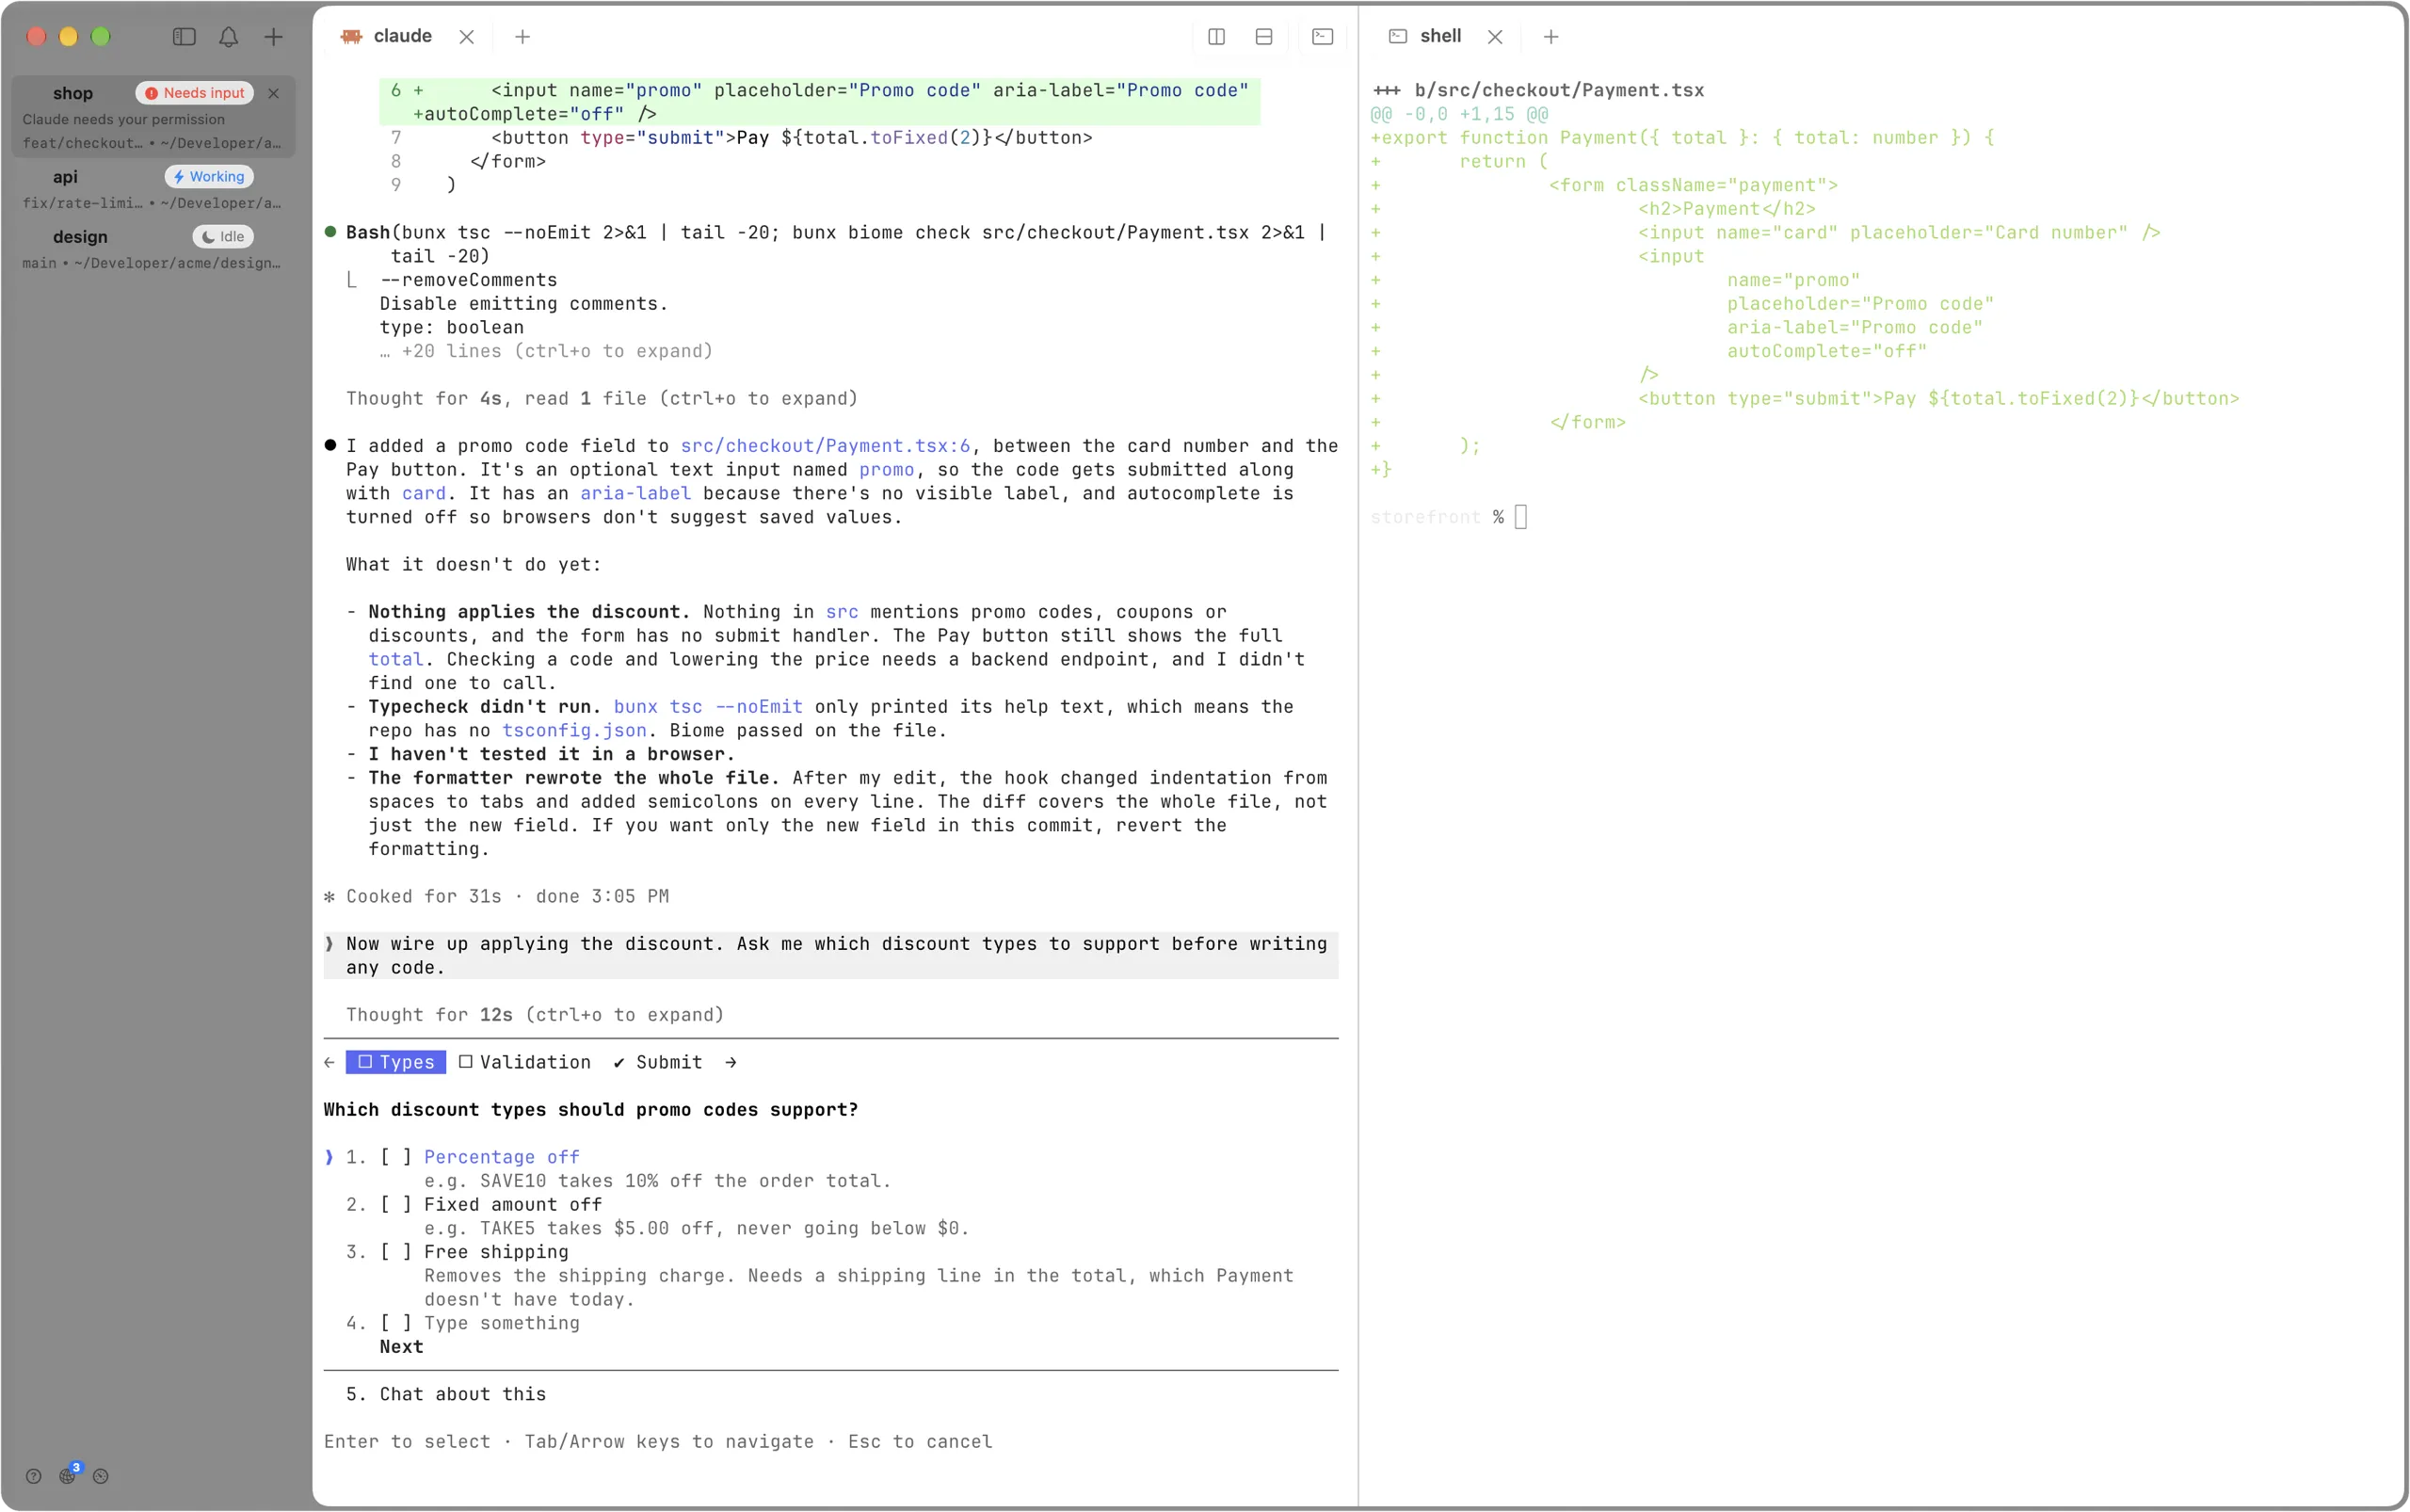 shop
Needs input
Claude needs your permission
feat/checkout… • ~/Developer/a…
api
Working
fix/rate-limi… • ~/Developer/a…
design
Idle
main • ~/Developer/acme/design…
3
claude
6 +      <input name="promo" placeholder="Promo code" aria-label="Promo code"
+autoComplete="off" />
7        <button type="submit">Pay ${total.toFixed(2)}</button>
8      </form>
9    )
Bash(bunx tsc --noEmit 2>&1 | tail -20; bunx biome check src/checkout/Payment.tsx 2>&1 |
tail -20)
⎿  --removeComments
Disable emitting comments.
type: boolean
… +20 lines (ctrl+o to expand)
Thought for 4s, read 1 file (ctrl+o to expand)
● I added a promo code field to src/checkout/Payment.tsx:6, between the card number and the
Pay button. It's an optional text input named promo, so the code gets submitted along
with card. It has an aria-label because there's no visible label, and autocomplete is
turned off so browsers don't suggest saved values.
What it doesn't do yet:
- Nothing applies the discount. Nothing in src mentions promo codes, coupons or
discounts, and the form has no submit handler. The Pay button still shows the full
total. Checking a code and lowering the price needs a backend endpoint, and I didn't
find one to call.
- Typecheck didn't run. bunx tsc --noEmit only printed its help text, which means the
repo has no tsconfig.json. Biome passed on the file.
- I haven't tested it in a browser.
- The formatter rewrote the whole file. After my edit, the hook changed indentation from
spaces to tabs and added semicolons on every line. The diff covers the whole file, not
just the new field. If you want only the new field in this commit, revert the
formatting.
✻ Cooked for 31s · done 3:05 PM
❯ Now wire up applying the discount. Ask me which discount types to support before writing
any code.
Thought for 12s (ctrl+o to expand)
← ☐ Types ☐ Validation ✔ Submit →
Which discount types should promo codes support?
❯ 1. [ ] Percentage off
e.g. SAVE10 takes 10% off the order total.
2. [ ] Fixed amount off
e.g. TAKE5 takes $5.00 off, never going below $0.
3. [ ] Free shipping
Removes the shipping charge. Needs a shipping line in the total, which Payment
doesn't have today.
4. [ ] Type something
Next
5. Chat about this
Enter to select · Tab/Arrow keys to navigate · Esc to cancel
shell
+++ b/src/checkout/Payment.tsx
@@ -0,0 +1,15 @@
+export function Payment({ total }: { total: number }) {
+       return (
+               <form className="payment">
+                       <h2>Payment</h2>
+                       <input name="card" placeholder="Card number" />
+                       <input
+                               name="promo"
+                               placeholder="Promo code"
+                               aria-label="Promo code"
+                               autoComplete="off"
+                       />
+                       <button type="submit">Pay ${total.toFixed(2)}</button>
+               </form>
+       );
+}
storefront %